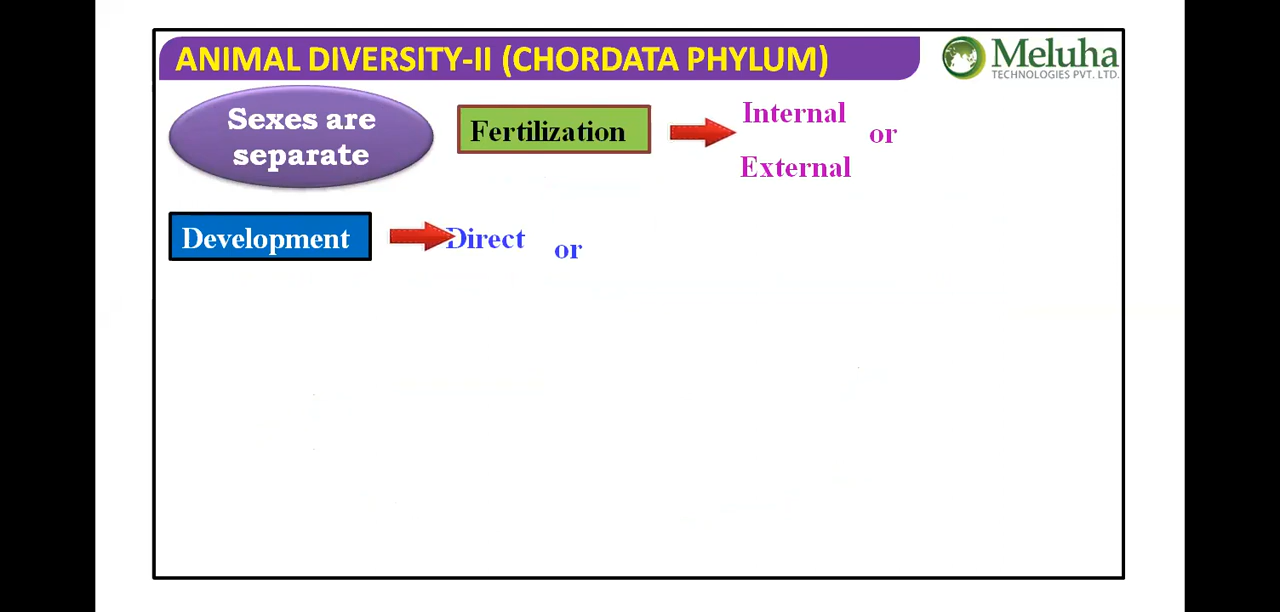 ANIMAL DIVERSITY-II (CHORDATA PHYLUM)
Meluha
TECHNOLOGIES PVT. LTD.
Sexes are
separate
Fertilization
Internal
or
External
Development
Direct
or